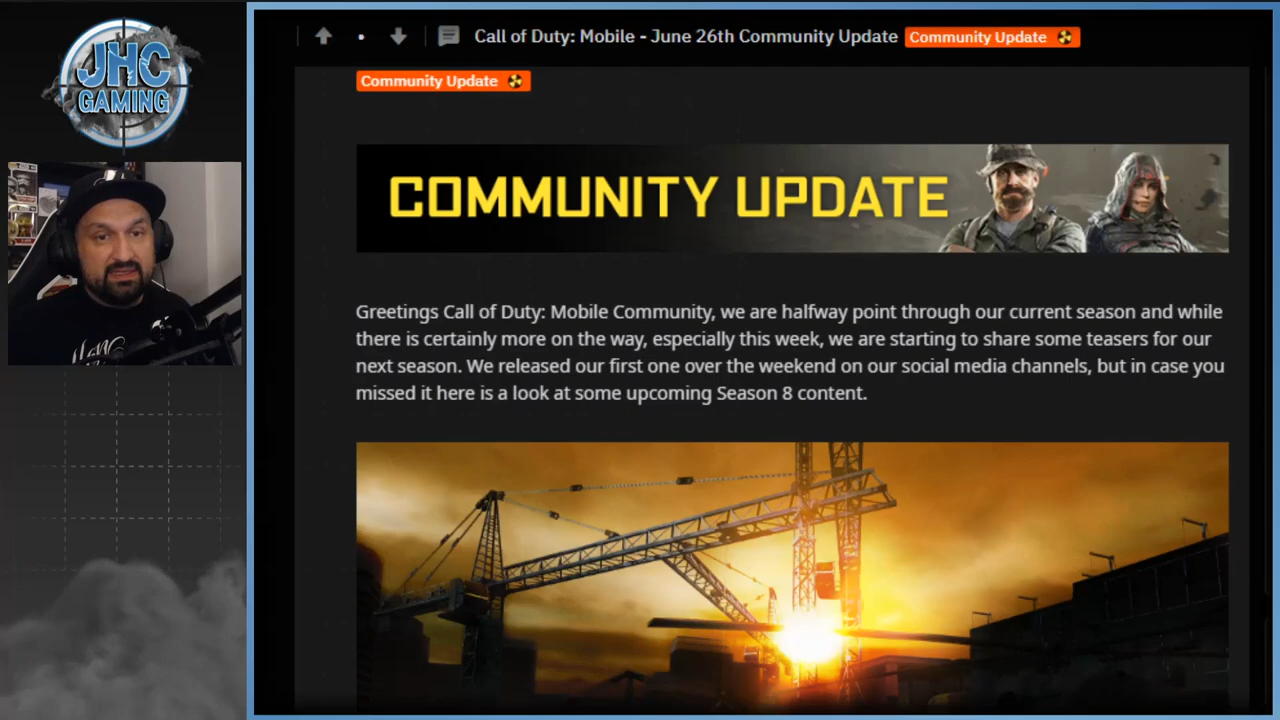 JHC
GAMING
Call of Duty: Mobile - June 26th Community Update Community Update
Community Update
COMMUNITY UPDATE
Greetings Call of Duty: Mobile Community, we are halfway point through our current season and while
there is certainly more on the way, especially this week, we are starting to share some teasers for our
next season. We released our first one over the weekend on our social media channels, but in case you
missed it here is a look at some upcoming Season 8 content.